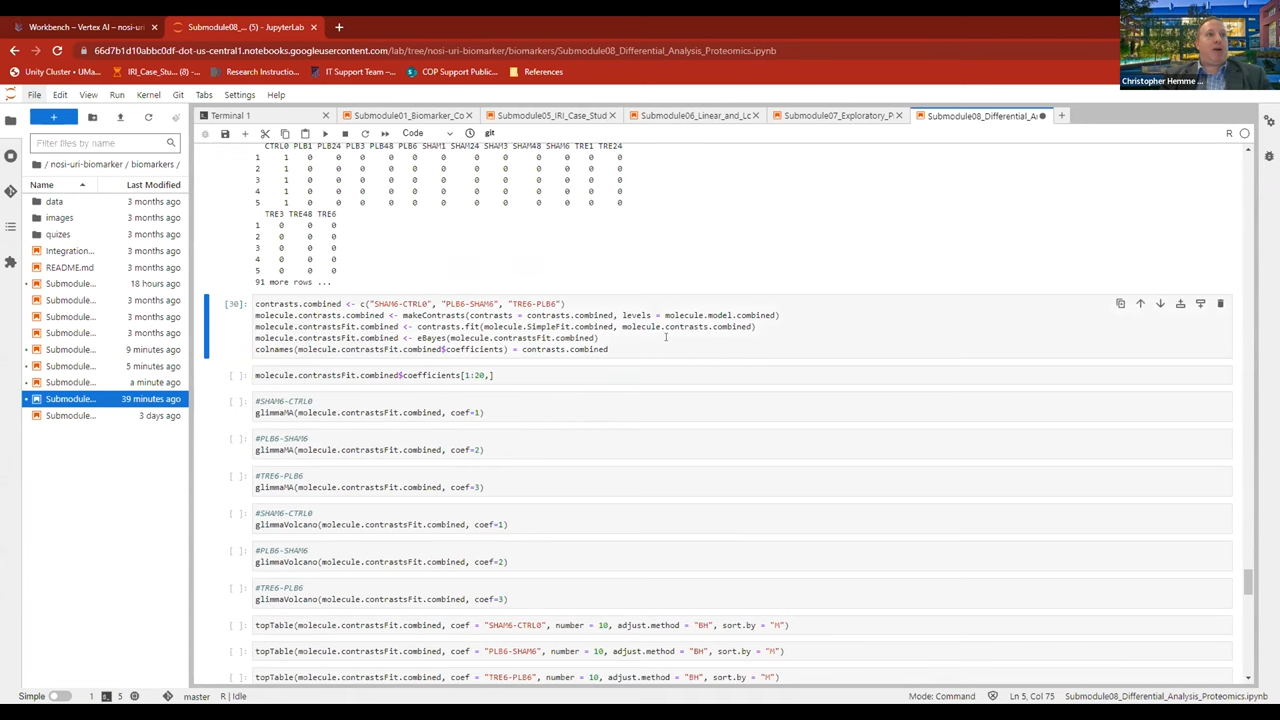 Workbench – Vertex AI – nosi-uri
Submodule08_... (5) - JupyterLab
66d7b1d10abbc0df-dot-us-central1.notebooks.googleusercontent.com/lab/tree/nosi-uri-biomarker/biomarkers/Submodule08_Differential_Analysis_Proteomics.ipynb
Unity Cluster - UMa...
IRI_Case_Stu... (8) -...
Research Instructio...
IT Support Team –...
COP Support Public...
References
Christopher Hemme ...
File Edit View Run Kernel Git Tabs Settings Help
Terminal 1
Submodule01_Biomarker_Co
Submodule05_IRI_Case_Stud
Submodule06_Linear_and_Lo
Submodule07_Exploratory_P
Submodule08_Differential_A
Code
git
R
Filter files by name
/ nosi-uri-biomarker / biomarkers /
Name Last Modified
data 3 months ago
images 3 months ago
quizes 3 months ago
Integration... 3 months ago
README.md 3 months ago
Submodule... 18 hours ago
Submodule... 3 months ago
Submodule... 3 months ago
Submodule... 3 months ago
Submodule... 9 minutes ago
Submodule... 5 minutes ago
Submodule... a minute ago
Submodule... 39 minutes ago
Submodule... 3 days ago
CTRL0 PLB1 PLB24 PLB3 PLB48 PLB6 SHAM1 SHAM24 SHAM3 SHAM48 SHAM6 TRE1 TRE24
1 1 0 0 0 0 0 0 0 0 0 0 0 0
2 1 0 0 0 0 0 0 0 0 0 0 0 0
3 1 0 0 0 0 0 0 0 0 0 0 0 0
4 1 0 0 0 0 0 0 0 0 0 0 0 0
5 1 0 0 0 0 0 0 0 0 0 0 0 0
TRE3 TRE48 TRE6
1 0 0 0
2 0 0 0
3 0 0 0
4 0 0 0
5 0 0 0
91 more rows ...
[30]: contrasts.combined <- c("SHAM6-CTRL0", "PLB6-SHAM6", "TRE6-PLB6")
molecule.contrasts.combined <- makeContrasts(contrasts = contrasts.combined, levels = molecule.model.combined)
molecule.contrastsFit.combined <- contrasts.fit(molecule.SimpleFit.combined, molecule.contrasts.combined)
molecule.contrastsFit.combined <- eBayes(molecule.contrastsFit.combined)
colnames(molecule.contrastsFit.combined$coefficients) = contrasts.combined
[ ]: molecule.contrastsFit.combined$coefficients[1:20,]
[ ]: #SHAM6-CTRL0
glimmaMA(molecule.contrastsFit.combined, coef=1)
[ ]: #PLB6-SHAM6
glimmaMA(molecule.contrastsFit.combined, coef=2)
[ ]: #TRE6-PLB6
glimmaMA(molecule.contrastsFit.combined, coef=3)
[ ]: #SHAM6-CTRL0
glimmaVolcano(molecule.contrastsFit.combined, coef=1)
[ ]: #PLB6-SHAM6
glimmaVolcano(molecule.contrastsFit.combined, coef=2)
[ ]: #TRE6-PLB6
glimmaVolcano(molecule.contrastsFit.combined, coef=3)
[ ]: topTable(molecule.contrastsFit.combined, coef = "SHAM6-CTRL0", number = 10, adjust.method = "BH", sort.by = "M")
[ ]: topTable(molecule.contrastsFit.combined, coef = "PLB6-SHAM6", number = 10, adjust.method = "BH", sort.by = "M")
[ ]: topTable(molecule.contrastsFit.combined, coef = "TRE6-PLB6", number = 10, adjust.method = "BH", sort.by = "M")
Simple 1 5 master R | Idle
Mode: Command Ln 5, Col 75 Submodule08_Differential_Analysis_Proteomics.ipynb